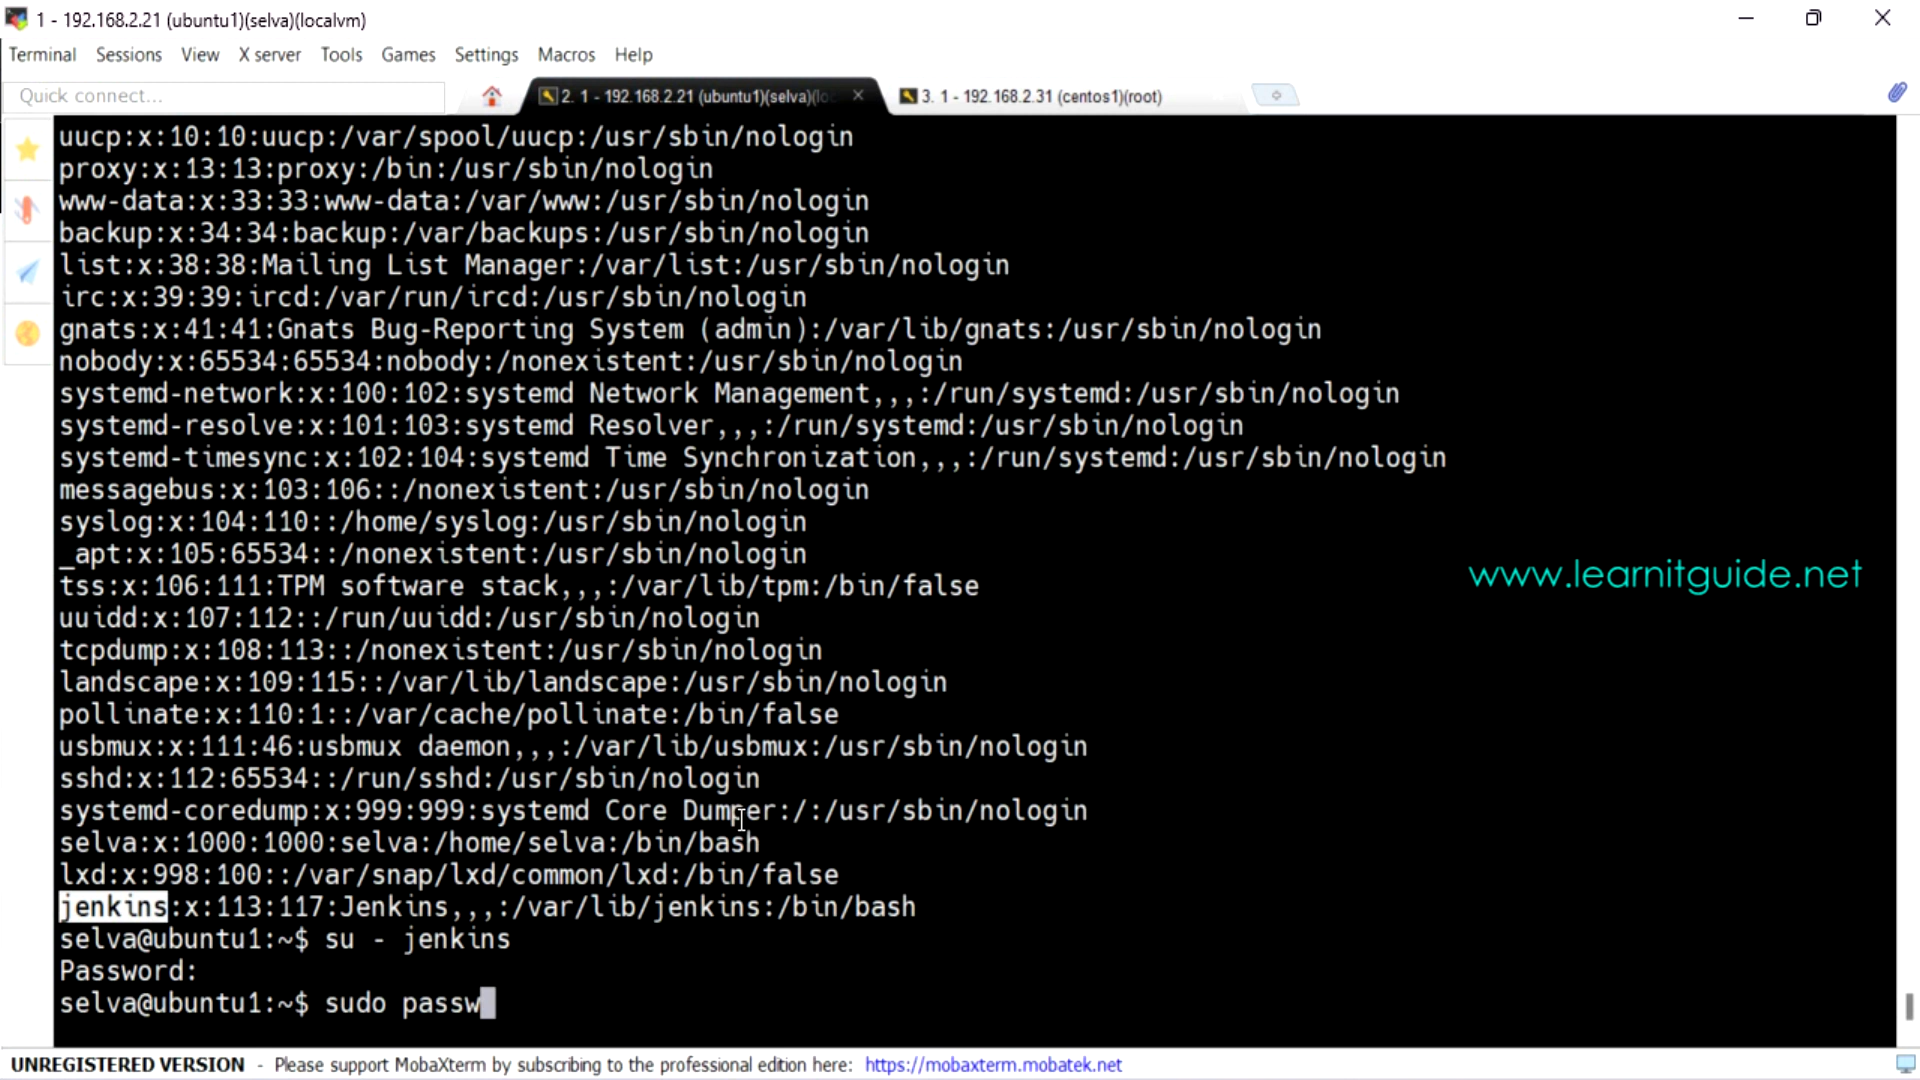 1 - 192.168.2.21 (ubuntu1)(selva)(localvm)
Terminal Sessions View X server Tools Games Settings Macros Help
Quick connect... 2. 1 - 192.168.2.21 (ubuntu1)(selva)(loc 3. 1 - 192.168.2.31 (centos1)(root)
uucp:x:10:10:uucp:/var/spool/uucp:/usr/sbin/nologin
proxy:x:13:13:proxy:/bin:/usr/sbin/nologin
www-data:x:33:33:www-data:/var/www:/usr/sbin/nologin
backup:x:34:34:backup:/var/backups:/usr/sbin/nologin
list:x:38:38:Mailing List Manager:/var/list:/usr/sbin/nologin
irc:x:39:39:ircd:/var/run/ircd:/usr/sbin/nologin
gnats:x:41:41:Gnats Bug-Reporting System (admin):/var/lib/gnats:/usr/sbin/nologin
nobody:x:65534:65534:nobody:/nonexistent:/usr/sbin/nologin
systemd-network:x:100:102:systemd Network Management,,,:/run/systemd:/usr/sbin/nologin
systemd-resolve:x:101:103:systemd Resolver,,,:/run/systemd:/usr/sbin/nologin
systemd-timesync:x:102:104:systemd Time Synchronization,,,:/run/systemd:/usr/sbin/nologin
messagebus:x:103:106::/nonexistent:/usr/sbin/nologin
syslog:x:104:110::/home/syslog:/usr/sbin/nologin
_apt:x:105:65534::/nonexistent:/usr/sbin/nologin
www.learnitguide.net
tss:x:106:111:TPM software stack,,,:/var/lib/tpm:/bin/false
uuidd:x:107:112::/run/uuidd:/usr/sbin/nologin
tcpdump:x:108:113::/nonexistent:/usr/sbin/nologin
landscape:x:109:115::/var/lib/landscape:/usr/sbin/nologin
pollinate:x:110:1::/var/cache/pollinate:/bin/false
usbmux:x:111:46:usbmux daemon,,,:/var/lib/usbmux:/usr/sbin/nologin
sshd:x:112:65534::/run/sshd:/usr/sbin/nologin
systemd-coredump:x:999:999:systemd Core Dumper:/:/usr/sbin/nologin
selva:x:1000:1000:selva:/home/selva:/bin/bash
lxd:x:998:100::/var/snap/lxd/common/lxd:/bin/false
jenkins:x:113:117:Jenkins,,,:/var/lib/jenkins:/bin/bash
selva@ubuntu1:~$ su - jenkins
Password:
selva@ubuntu1:~$ sudo passw
UNREGISTERED VERSION - Please support MobaXterm by subscribing to the professional edition here: https://mobaxterm.mobatek.net